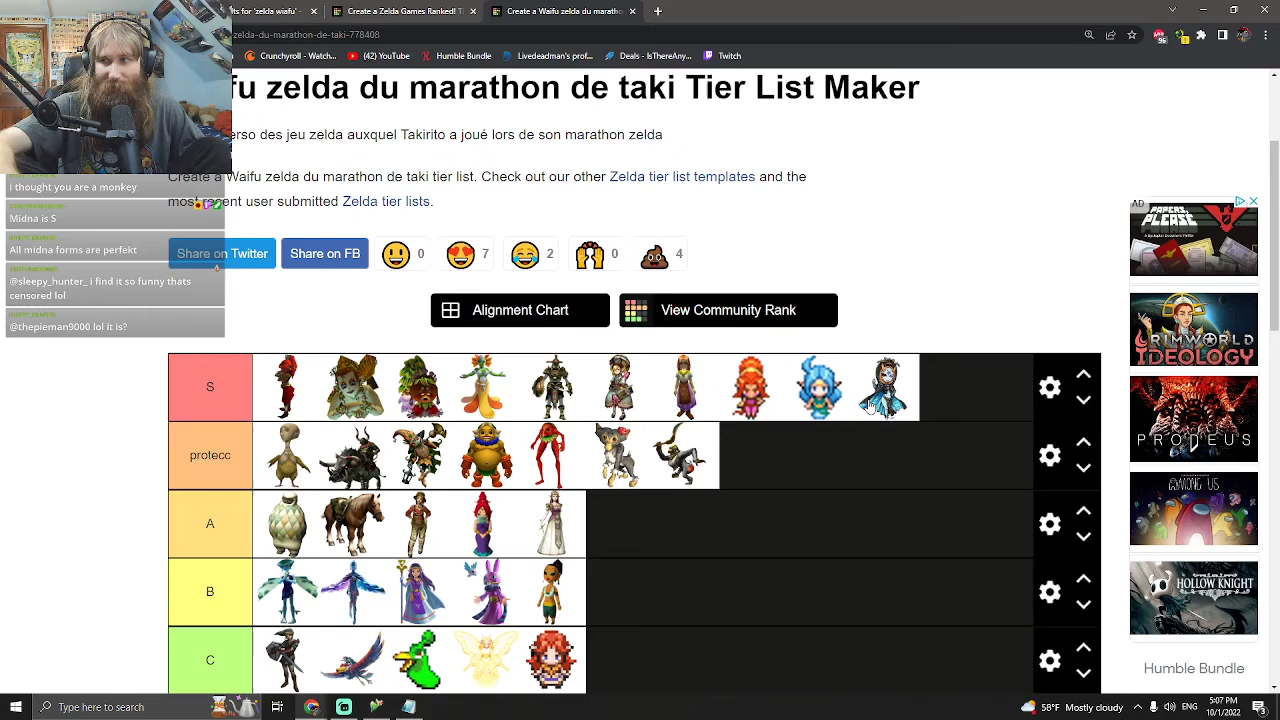 ts for waifu zelda du × Create a ranked Ti × Create a Waifu zelda du maratho ×
zelda-du-marathon-de-taki-778408
Crunchyroll - Watch... (42) YouTube Humble Bundle Livedeadmeal's prof... Deals - IsThereAny... Twitch
fu zelda du marathon de taki Tier List Maker
erso des jeu zelda auxquel Takirito a joué lors de son marathon zelda
Create a Waifu zelda du marathon de taki tier list. Check out our other Zelda tier list templates and the
most recent user submitted Zelda tier lists.
i thought you are a monkey
Midna is S
All midna forms are perfekt
@sleepy_hunter_ i find it so funny thats
censored lol
@thepieman9000 lol it is?
Share on Twitter
Share on FB
0
7
2
0
4
Alignment Chart
View Community Rank
S
protecc
A
B
C
AD
PAPERS, PLEASE
RIMWORLD
IDEOLOGY
PRODEUS
AMONG US
HOLLOW KNIGHT
Humble Bundle
Type here to search
58°F Mostly cloudy
5:07 PM
10/1/2022